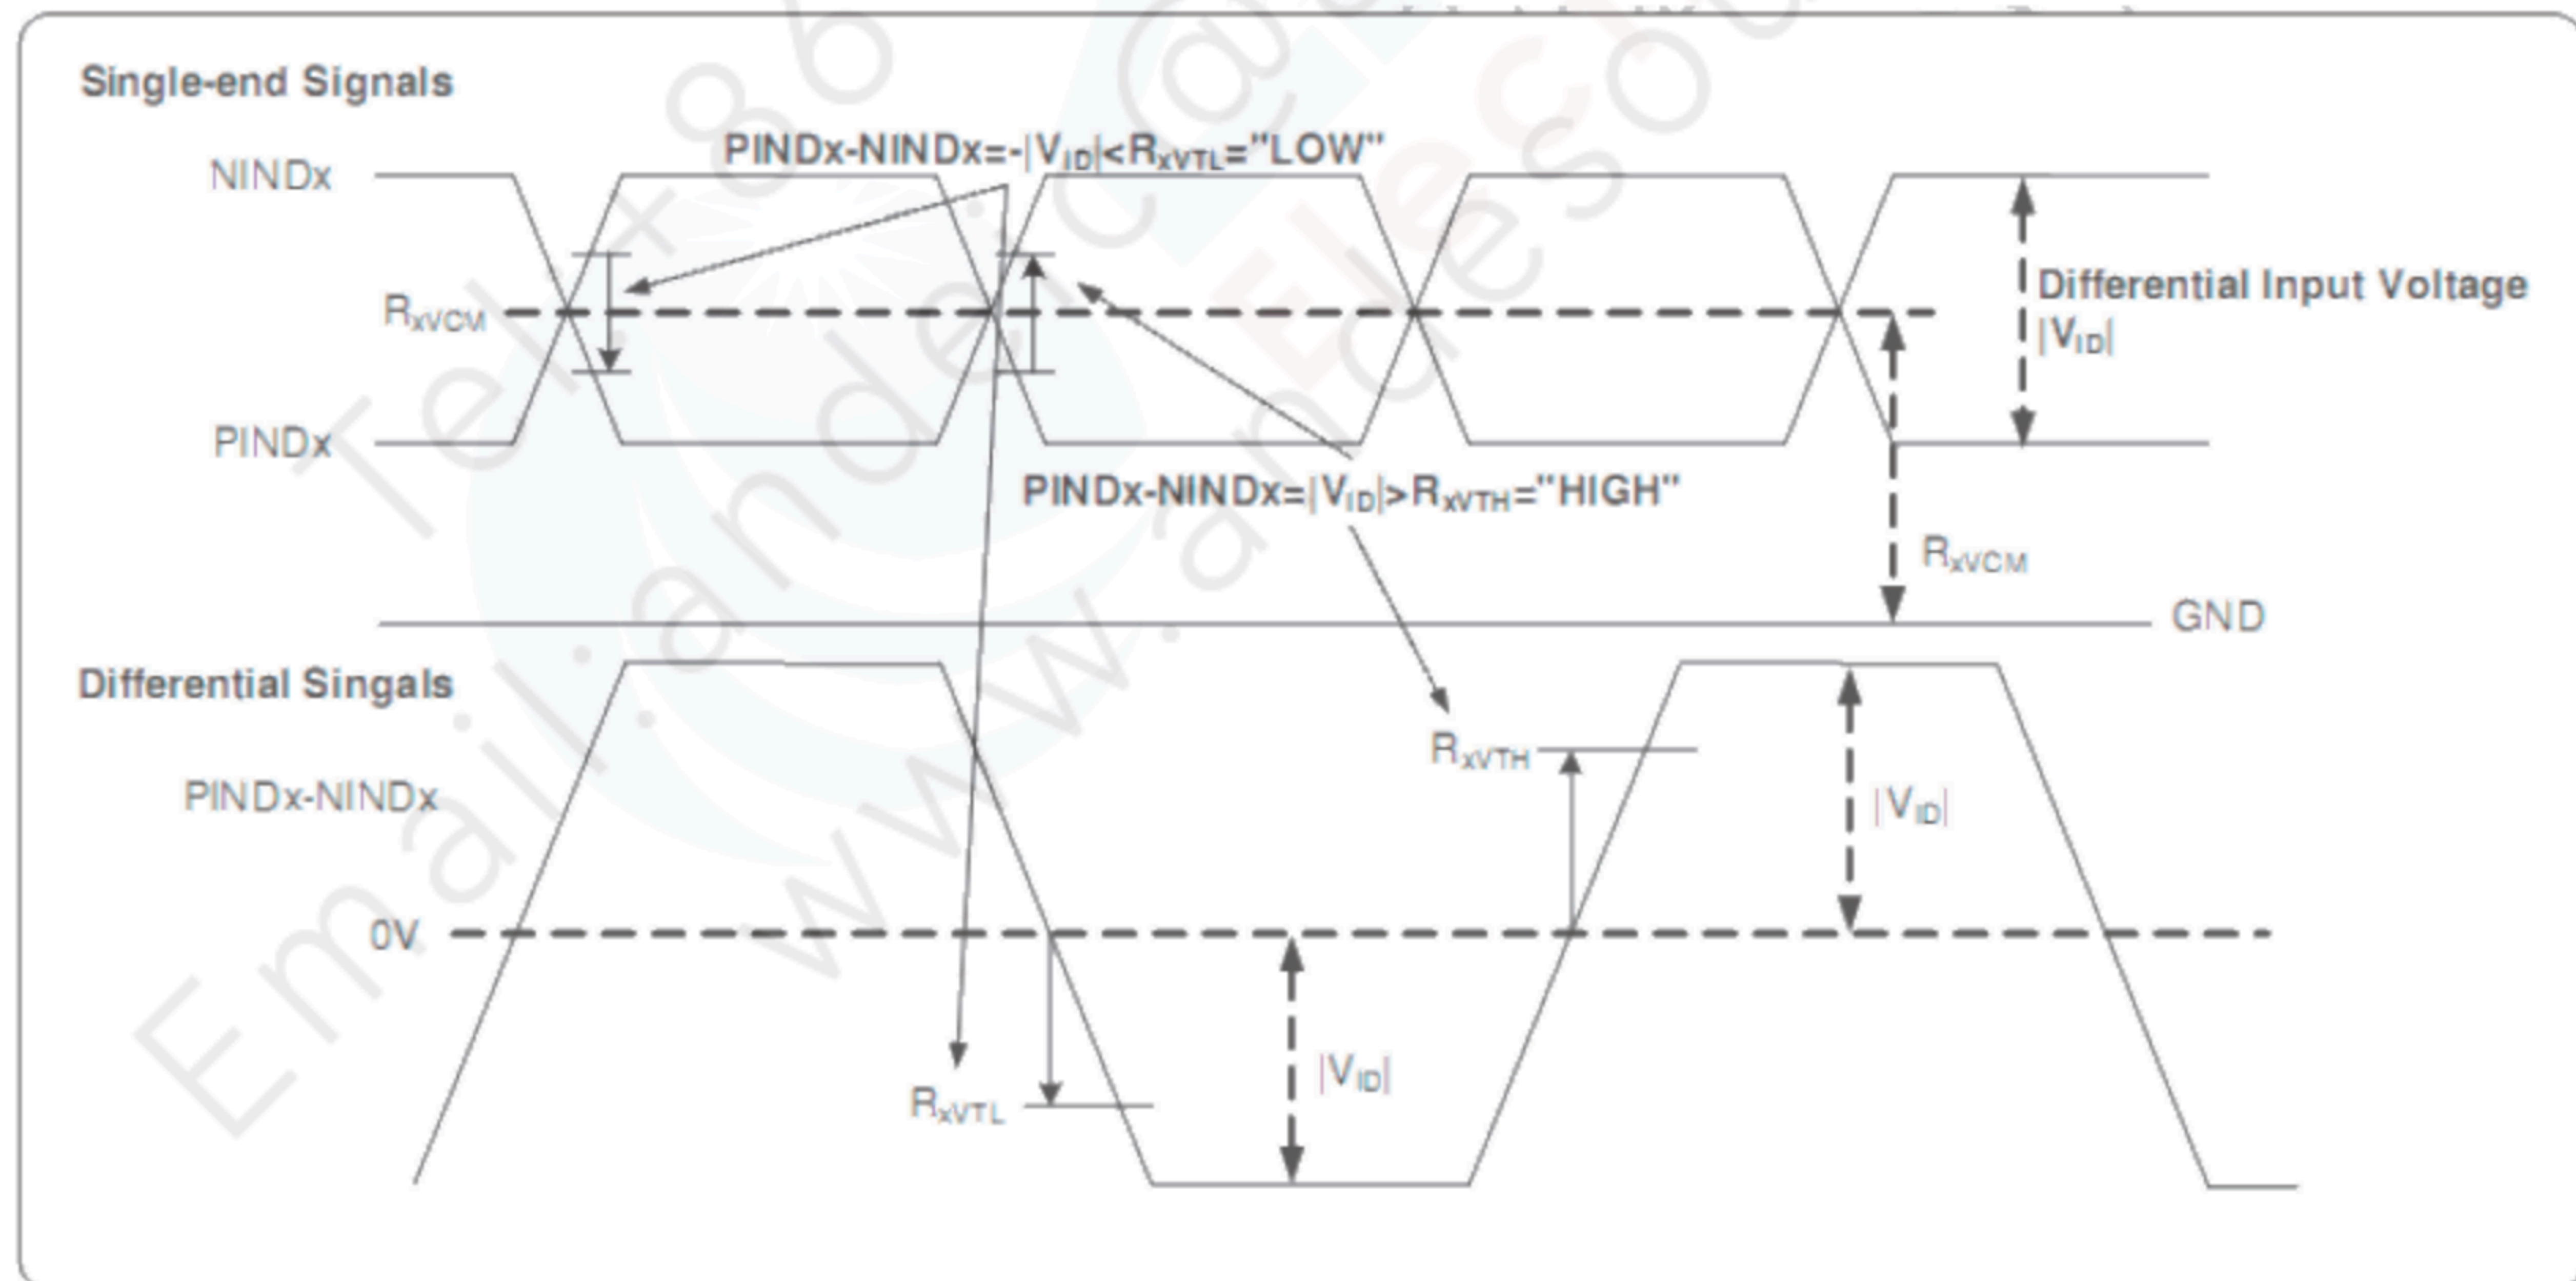 Single-end Signals
PINDx-NINDx=-|VID|<RxVTL="LOW"
NINDx
RxVCM
Differential Input Voltage
|VID|
PINDx
PINDx-NINDx=|VID|>RxVTH="HIGH"
RxVCM
GND
Differential Singals
RxVTH
PINDx-NINDx
|VID|
0V
|VID|
RxVTL